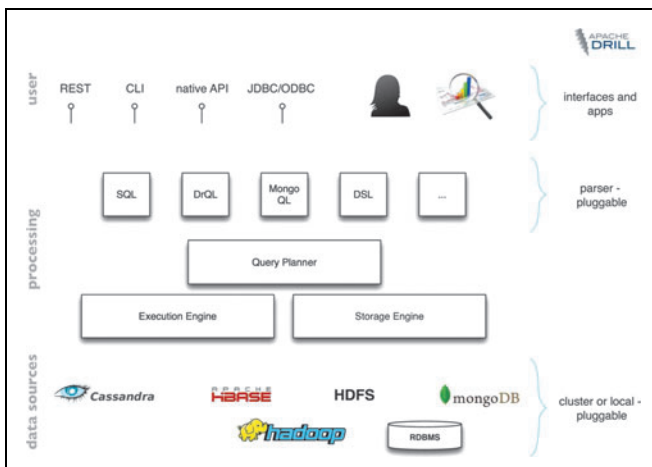 APACHE
DRILL
user
REST
CLI
native API
JDBC/ODBC
interfaces and
apps
processing
SQL
DrQL
Mongo
QL
DSL
...
parser -
pluggable
Query Planner
Execution Engine
Storage Engine
data sources
Cassandra
APACHE
HBASE
HDFS
mongoDB
cluster or local -
pluggable
hadoop
RDBMS